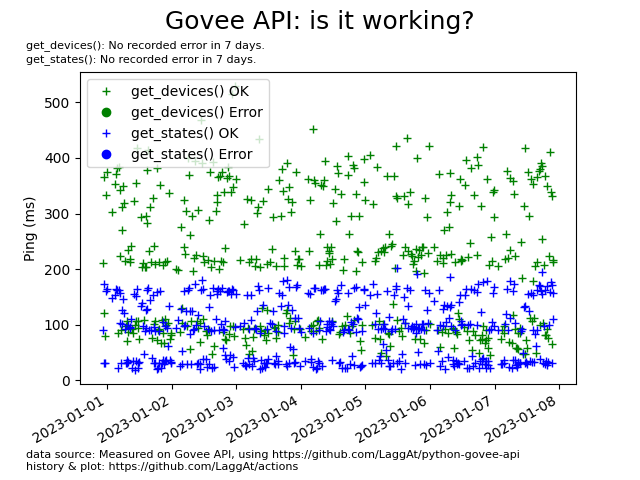 Govee API: is it working?
get_devices(): No recorded error in 7 days.
get_states(): No recorded error in 7 days.
get_devices() OK
get_devices() Error
get_states() OK
get_states() Error
Ping (ms)
500
400
300
200
100
0
2023-01-01
2023-01-02
2023-01-03
2023-01-04
2023-01-05
2023-01-06
2023-01-07
2023-01-08
data source: Measured on Govee API, using https://github.com/LaggAt/python-govee-api
history & plot: https://github.com/LaggAt/actions